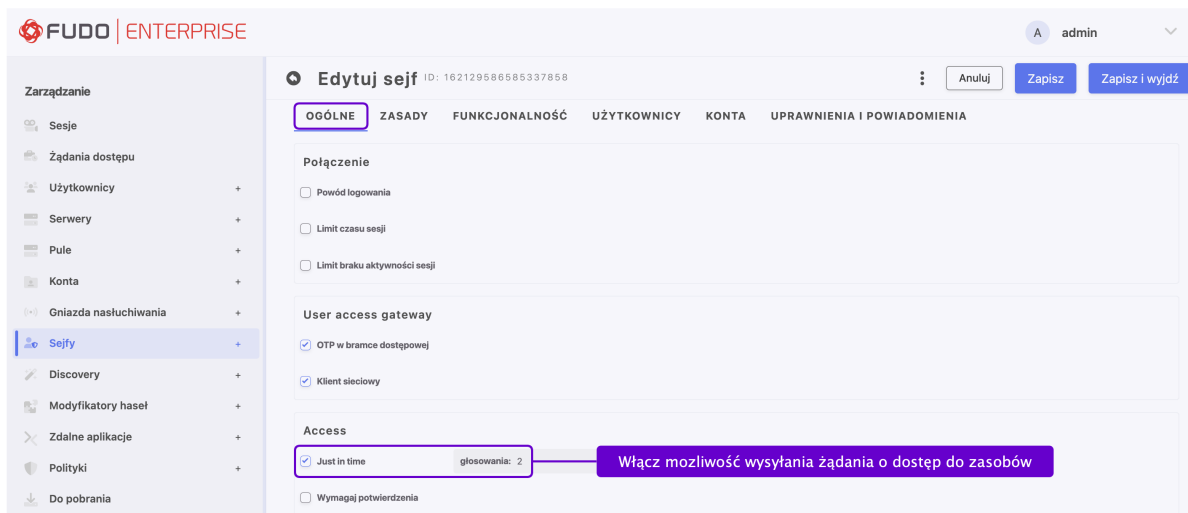 FUDO ENTERPRISE
A admin
Zarządzanie
Sesje
Żądania dostępu
Użytkownicy +
Serwery +
Pule +
Konta +
Gniazda nasłuchiwania +
Sejfy +
Discovery +
Modyfikatory haseł +
Zdalne aplikacje +
Polityki +
Do pobrania
Edytuj sejf ID: 162129586585337858
Anuluj
Zapisz
Zapisz i wyjdź
OGÓLNE ZASADY FUNKCJONALNOŚĆ UŻYTKOWNICY KONTA UPRAWNIENIA I POWIADOMIENIA
Połączenie
Powód logowania
Limit czasu sesji
Limit braku aktywności sesji
User access gateway
OTP w bramce dostępowej
Klient sieciowy
Access
Just in time głosowania: 2
Włącz mozliwość wysyłania żądania o dostęp do zasobów
Wymagaj potwierdzenia